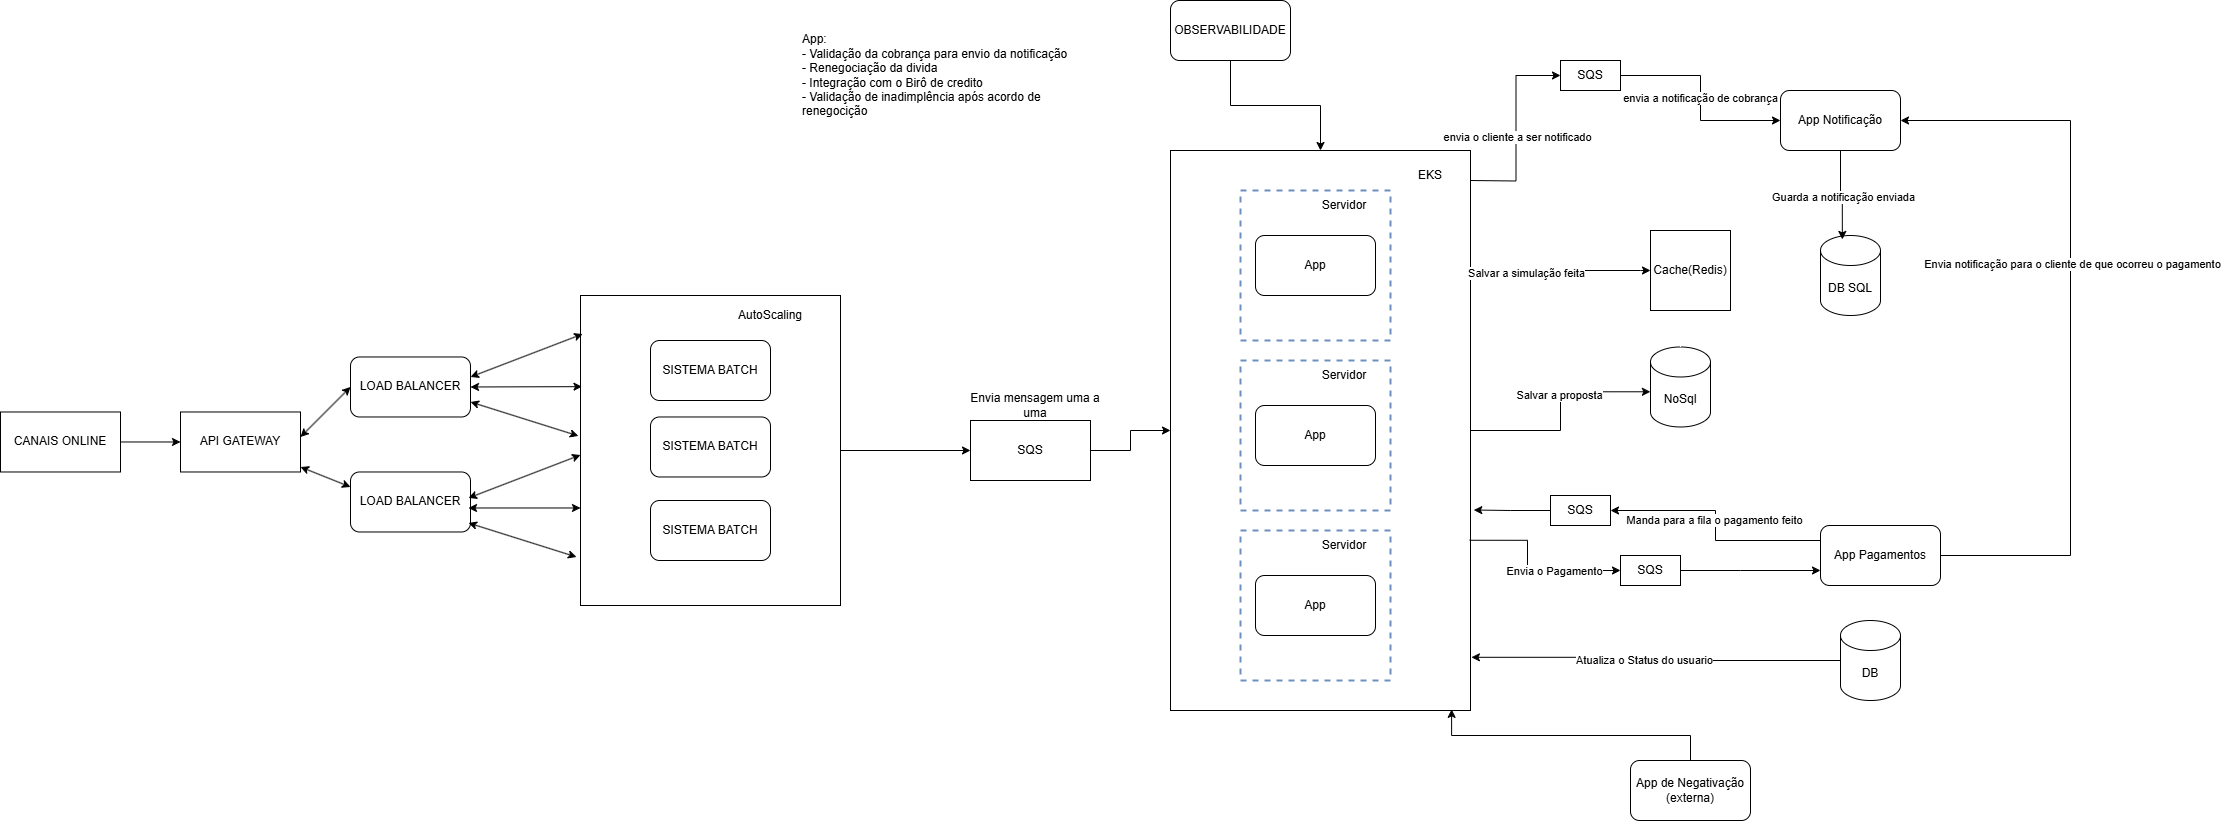 OBSERVABILIDADE
App:
- Validação da cobrança para envio da notificação
- Renegociação da divida
- Integração com o Birô de credito
- Validação de inadimplência após acordo de
renegocição
SQS
envia a notificação de cobrança
App Notificação
envia o cliente a ser notificado
EKS
Servidor
App
Guarda a notificação enviada
DB SQL
Envia notificação para o cliente de que ocorreu o pagamento
Salvar a simulação feita
Cache(Redis)
AutoScaling
SISTEMA BATCH
SISTEMA BATCH
SISTEMA BATCH
LOAD BALANCER
LOAD BALANCER
CANAIS ONLINE
API GATEWAY
Envia mensagem uma a
uma
SQS
Servidor
App
Salvar a proposta
NoSql
SQS
Manda para a fila o pagamento feito
App Pagamentos
Envia o Pagamento
SQS
Servidor
App
Atualiza o Status do usuario
DB
App de Negativação
(externa)